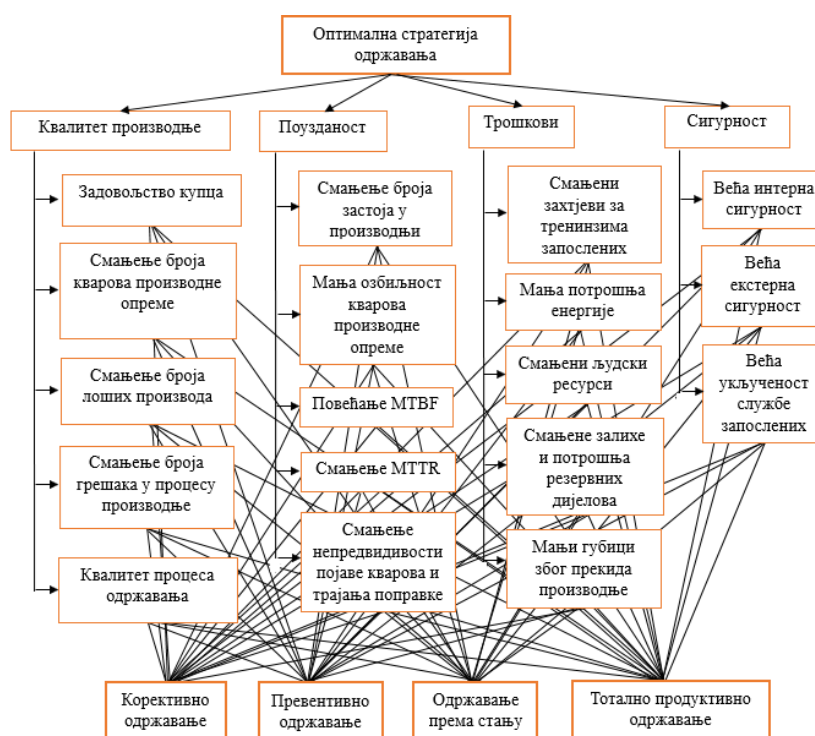 Оптимална стратегија
одржавања
Квалитет производње
Поузданост
Трошкови
Сигурност
Задовољство купца
Смањење броја
кварова производне
опреме
Смањење броја
лоших производа
Смањење броја
грешака у процесу
производње
Квалитет процеса
одржавања
Смањење броја
застоја у
производњи
Мања озбиљност
кварова
производне
опреме
Повећање MTBF
Смањење MTTR
Смањење
непредвидивости
појаве кварова и
трајања поправке
Смањени
захтјеви за
тренинзима
запослених
Мања потрошња
енергије
Смањени људски
ресурси
Смањене залихе
и потрошња
резервних
дијелова
Мањи губици
због прекида
производње
Већа интерна
сигурност
Већа
екстерна
сигурност
Већа
укљученост
службе
запослених
Корективно
одржавање
Превентивно
одржавање
Одржавање
према стању
Тотално продуктивно
одржавање